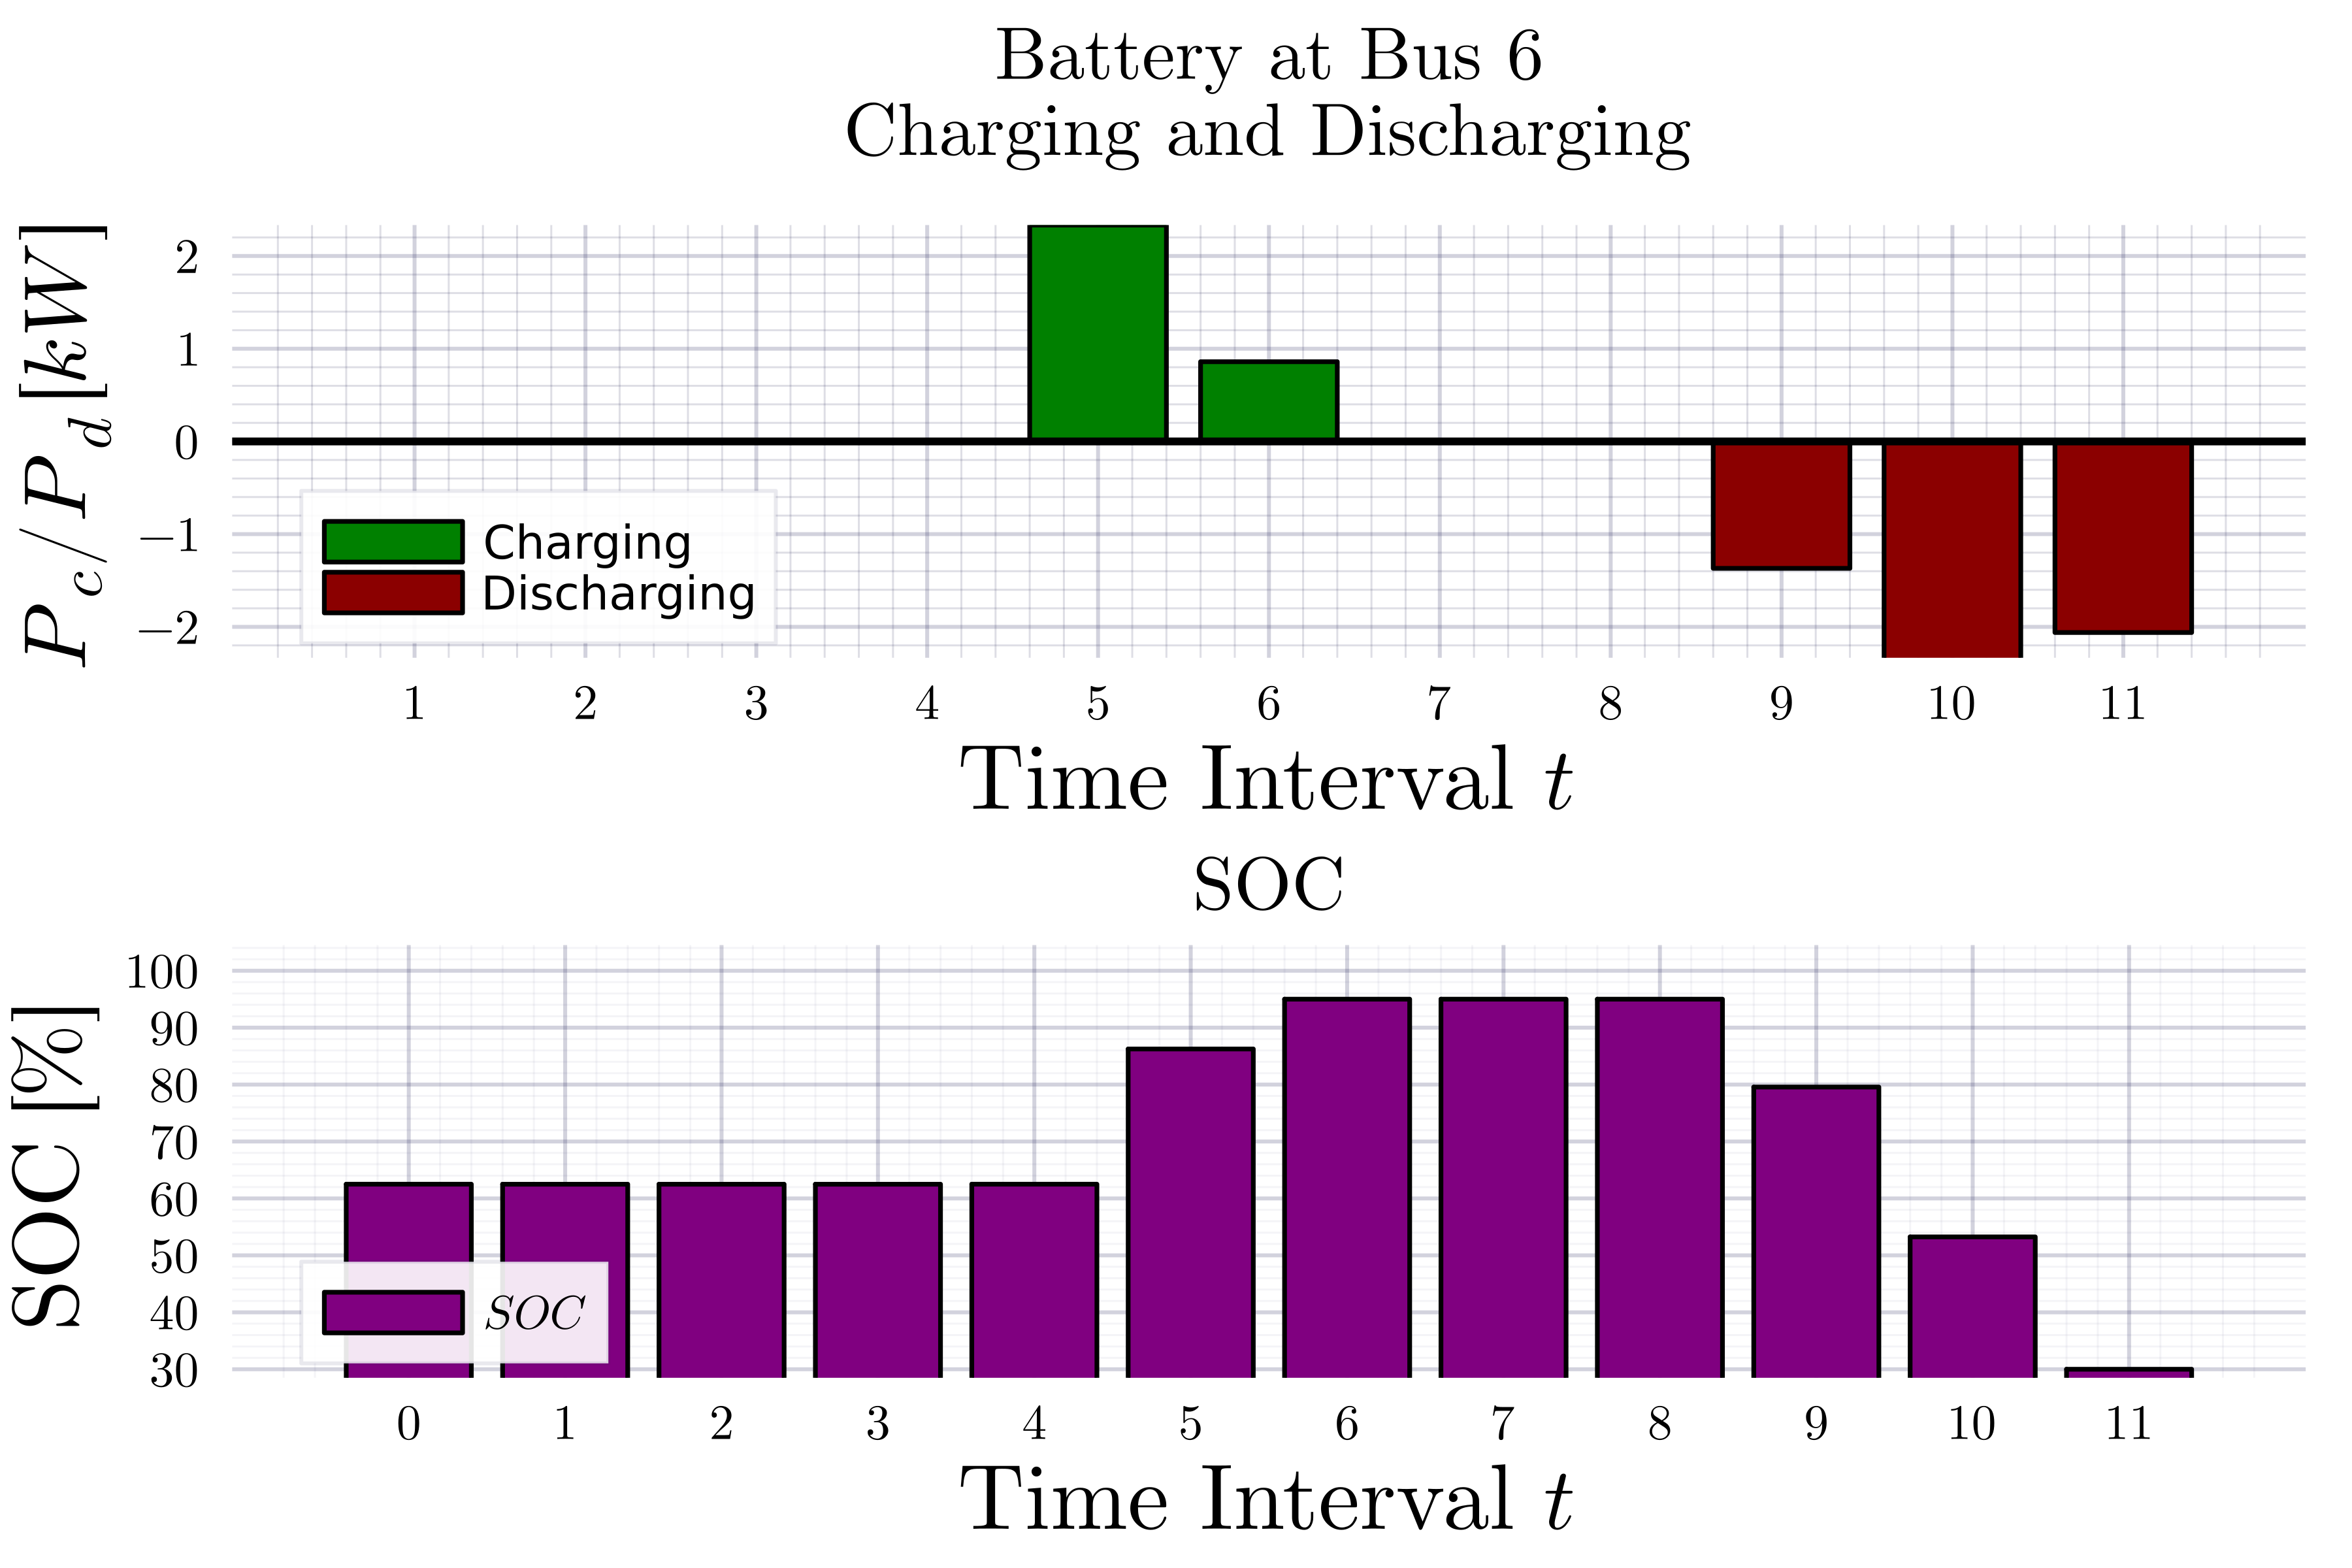 Battery at Bus 6
Charging and Discharging
P_c/P_d [kW]
2
1
0
−1
−2
Charging
Discharging
1 2 3 4 5 6 7 8 9 10 11
Time Interval t
SOC
SOC [%]
100
90
80
70
60
50
40
30
SOC
0 1 2 3 4 5 6 7 8 9 10 11
Time Interval t